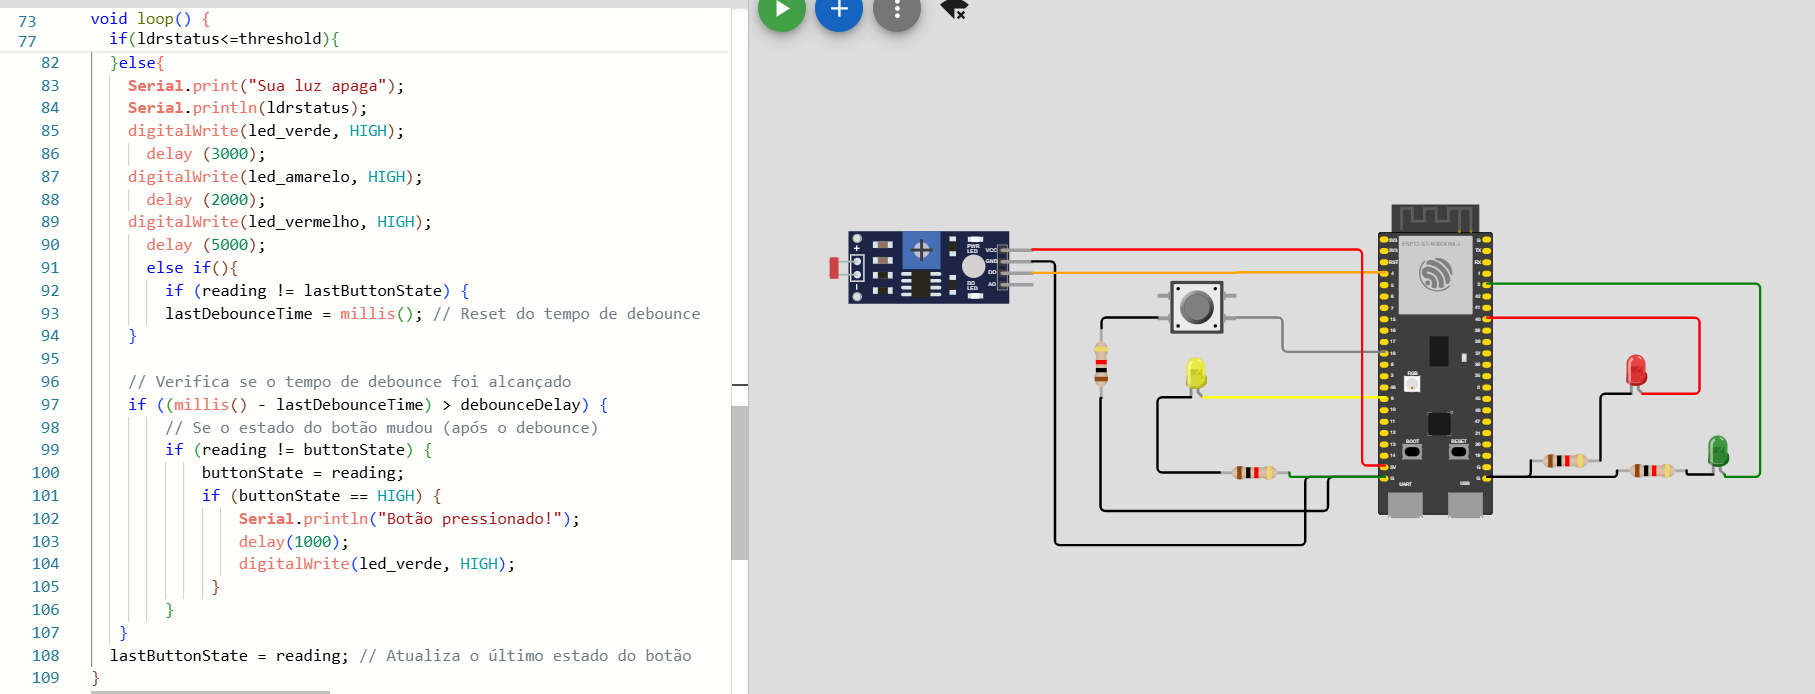 73 void loop() {
77 if(ldrstatus<=threshold){
82 }else{
83 Serial.print("Sua luz apaga");
84 Serial.println(ldrstatus);
85 digitalWrite(led_verde, HIGH);
86 delay (3000);
87 digitalWrite(led_amarelo, HIGH);
88 delay (2000);
89 digitalWrite(led_vermelho, HIGH);
90 delay (5000);
91 else if(){
92 if (reading != lastButtonState) {
93 lastDebounceTime = millis(); // Reset do tempo de debounce
94 }
95
96 // Verifica se o tempo de debounce foi alcançado
97 if ((millis() - lastDebounceTime) > debounceDelay) {
98 // Se o estado do botão mudou (após o debounce)
99 if (reading != buttonState) {
100 buttonState = reading;
101 if (buttonState == HIGH) {
102 Serial.println("Botão pressionado!");
103 delay(1000);
104 digitalWrite(led_verde, HIGH);
105 }
106 }
107 }
108 lastButtonState = reading; // Atualiza o último estado do botão
109 }
PWR
LED
VCC
GND
DO
AO
DO
LED
RST
RGB
BOOT
RESET
UART
USB